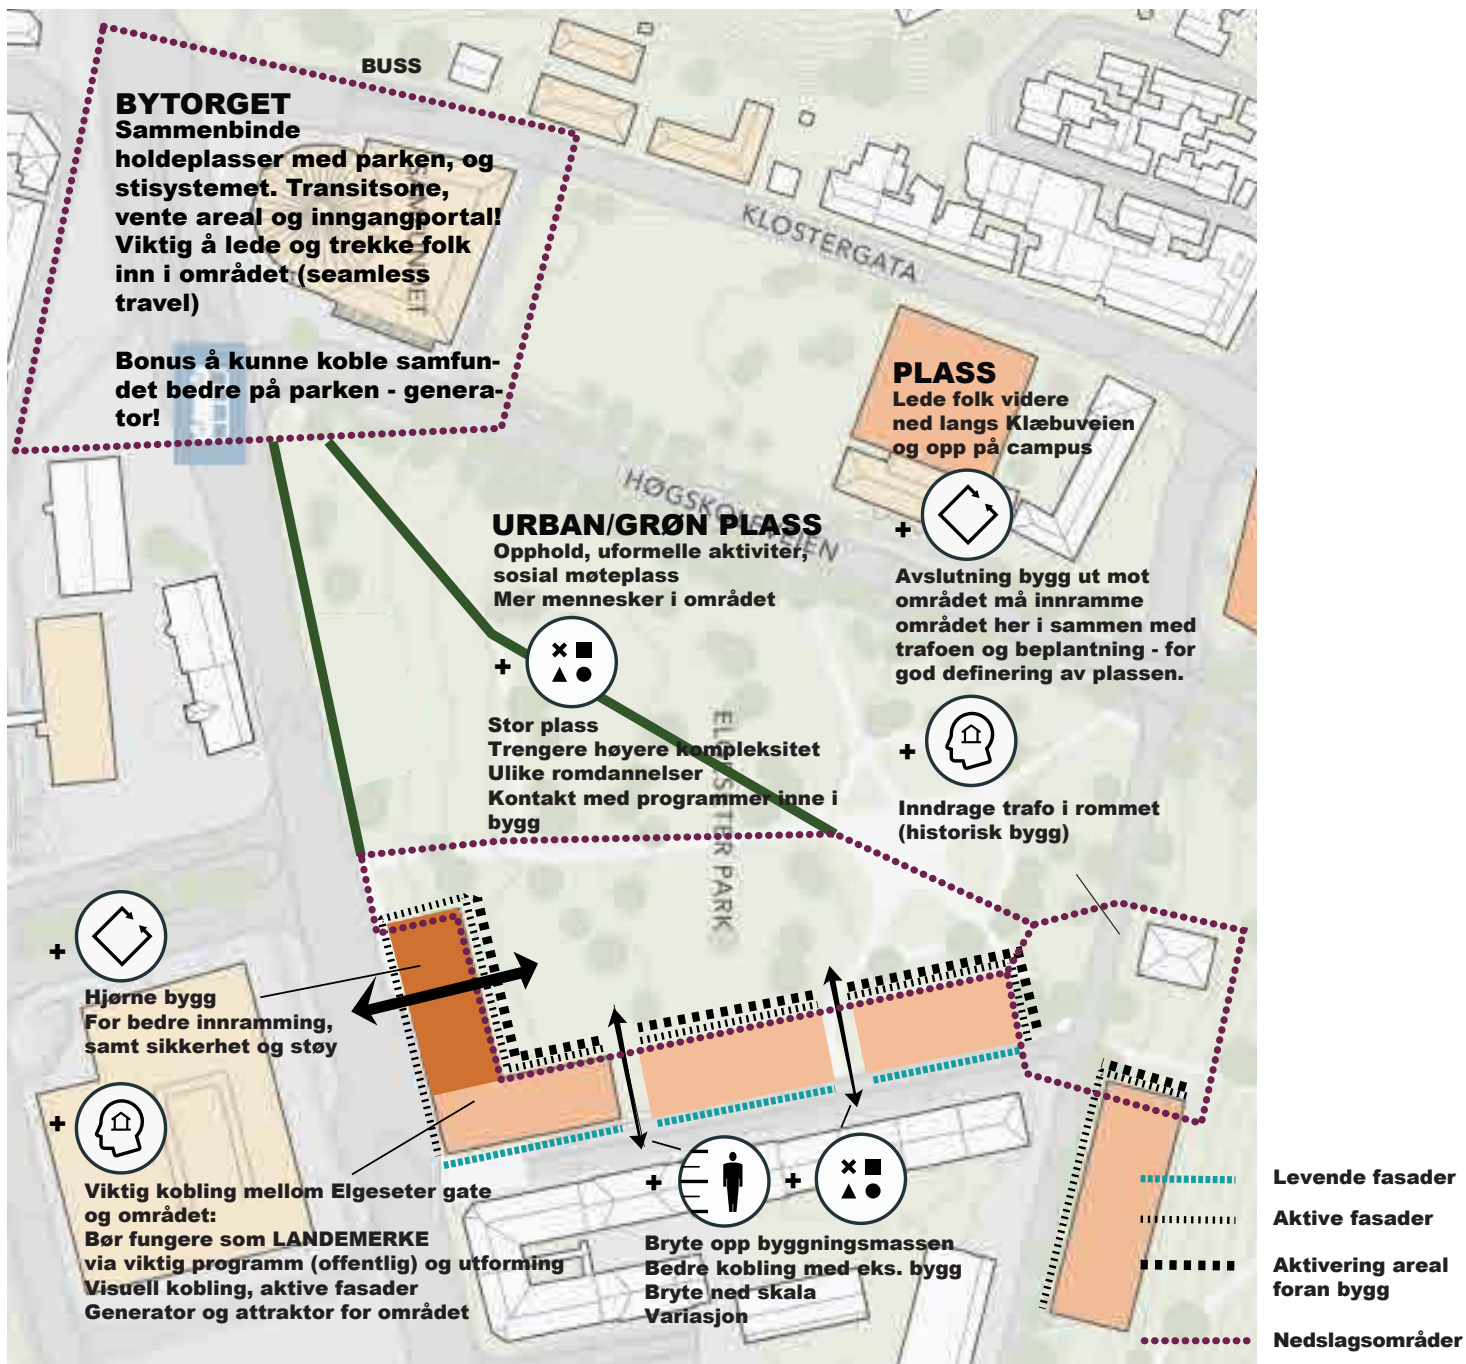 BUSS
BYTORGET
Sammenbinde
holdeplasser med parken, og
stisystemet. Transitsone,
vente areal og inngangportal!
Viktig å lede og trekke folk
inn i området (seamless
travel)
Bonus å kunne koble samfun-
det bedre på parken - genera-
tor!
KLOSTERGATA
PLASS
Lede folk videre
ned langs Klæbuveien
og opp på campus
+
Avslutning bygg ut mot
området må innramme
området her i sammen med
trafoen og beplantning - for
god definering av plassen.
+
Inndrage trafo i rommet
(historisk bygg)
HØGSKOLEVEIEN
URBAN/GRØN PLASS
Opphold, uformelle aktiviter,
sosial møteplass
Mer mennesker i området
+
Stor plass
Trengere høyere kompleksitet
Ulike romdannelser
Kontakt med programmer inne i
bygg
ELGESETER PARK
+
Hjørne bygg
For bedre innramming,
samt sikkerhet og støy
+
Viktig kobling mellom Elgeseter gate
og området:
Bør fungere som LANDEMERKE
via viktig programm (offentlig) og utforming
Visuell kobling, aktive fasader
Generator og attraktor for området
+
+
Bryte opp byggningsmassen
Bedre kobling med eks. bygg
Bryte ned skala
Variasjon
Levende fasader
Aktive fasader
Aktivering areal
foran bygg
Nedslagsområder